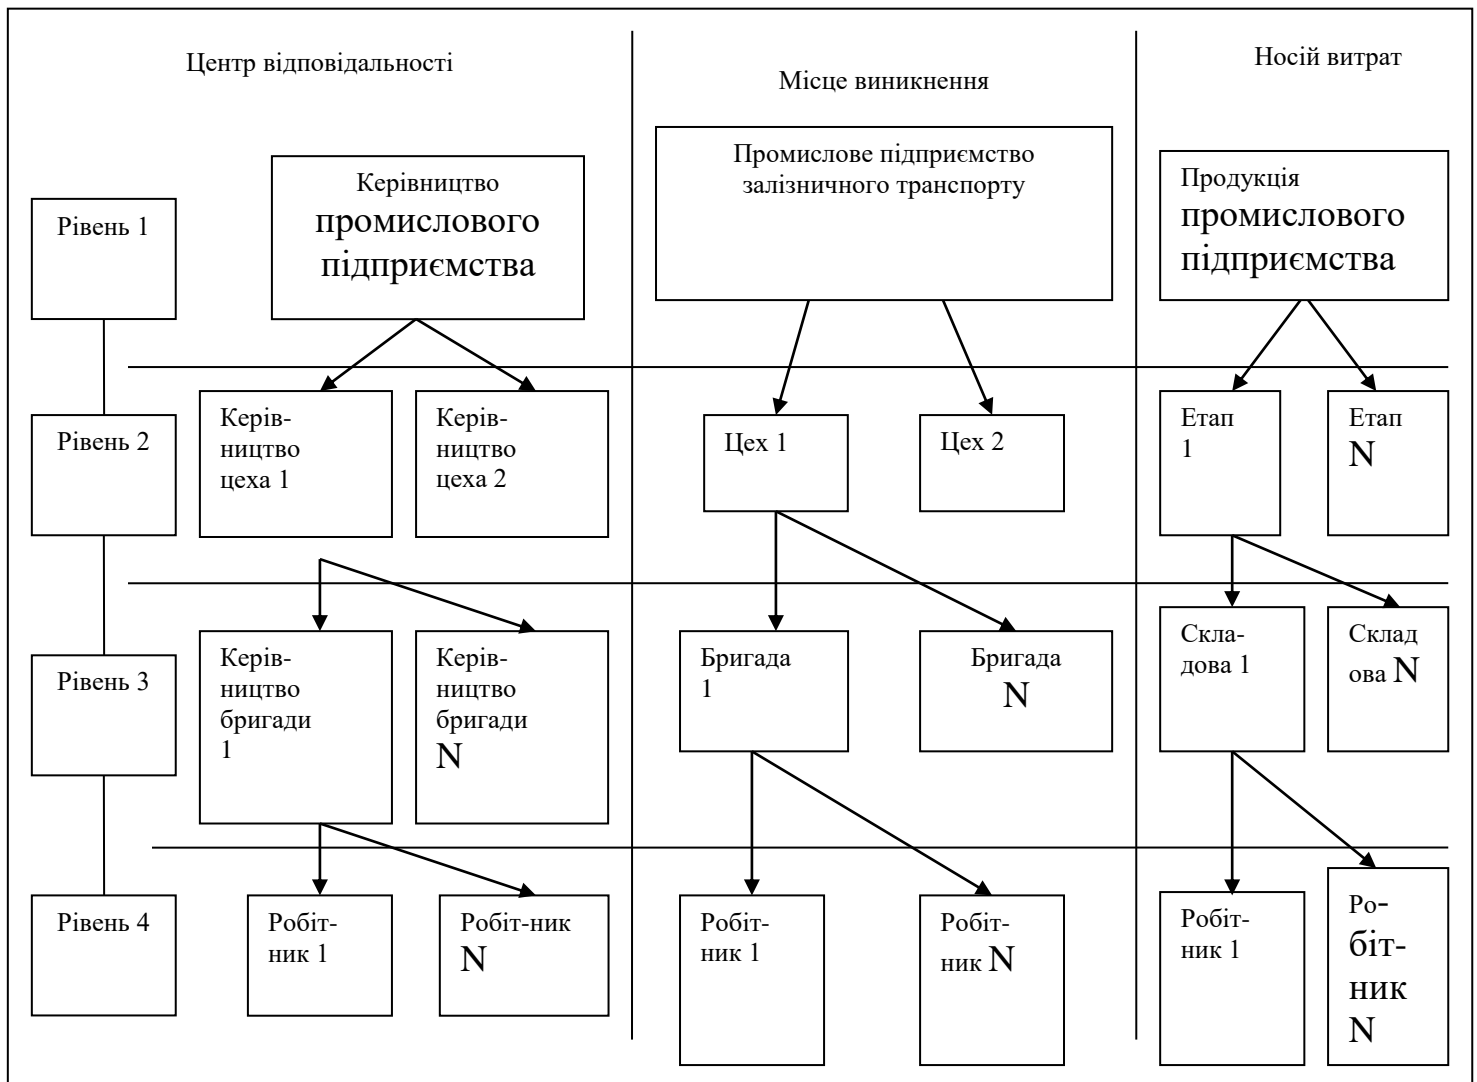 Центр відповідальності
Місце виникнення
Носій витрат
Рівень 1
Керівництво
промислового
підприємства
Промислове підприємство
залізничного транспорту
Продукція
промислового
підприємства
Рівень 2
Керів-
ництво
цеха 1
Керів-
ництво
цеха 2
Цех 1
Цех 2
Етап
1
Етап
N
Рівень 3
Керів-
ництво
бригади
1
Керів-
ництво
бригади
N
Бригада
1
Бригада
N
Скла-
дова 1
Склад
ова N
Рівень 4
Робіт-
ник 1
Робіт-ник
N
Робіт-
ник 1
Робіт-
ник N
Робіт-
ник 1
Ро-
біт-
ник
N